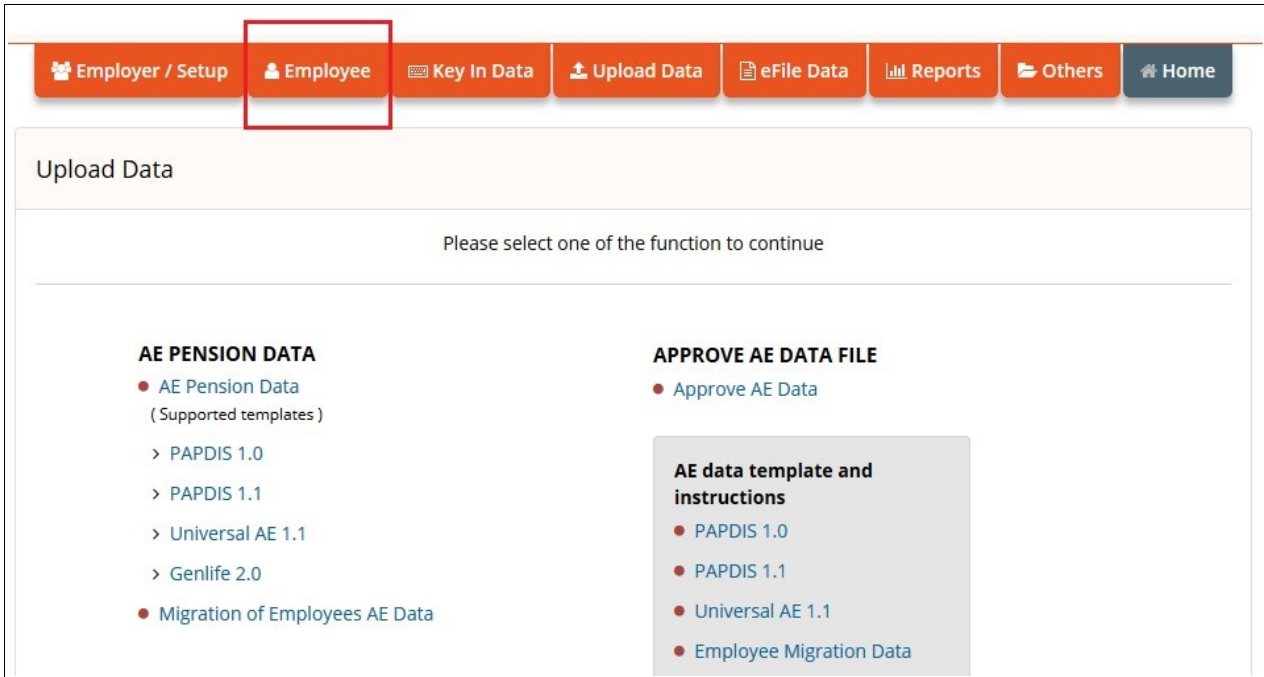 Employer / Setup
Employee
Key In Data
Upload Data
eFile Data
Reports
Others
Home
Upload Data
Please select one of the function to continue
AE PENSION DATA
AE Pension Data
( Supported templates )
PAPDIS 1.0
PAPDIS 1.1
Universal AE 1.1
Genlife 2.0
Migration of Employees AE Data
APPROVE AE DATA FILE
Approve AE Data
AE data template and
instructions
PAPDIS 1.0
PAPDIS 1.1
Universal AE 1.1
Employee Migration Data